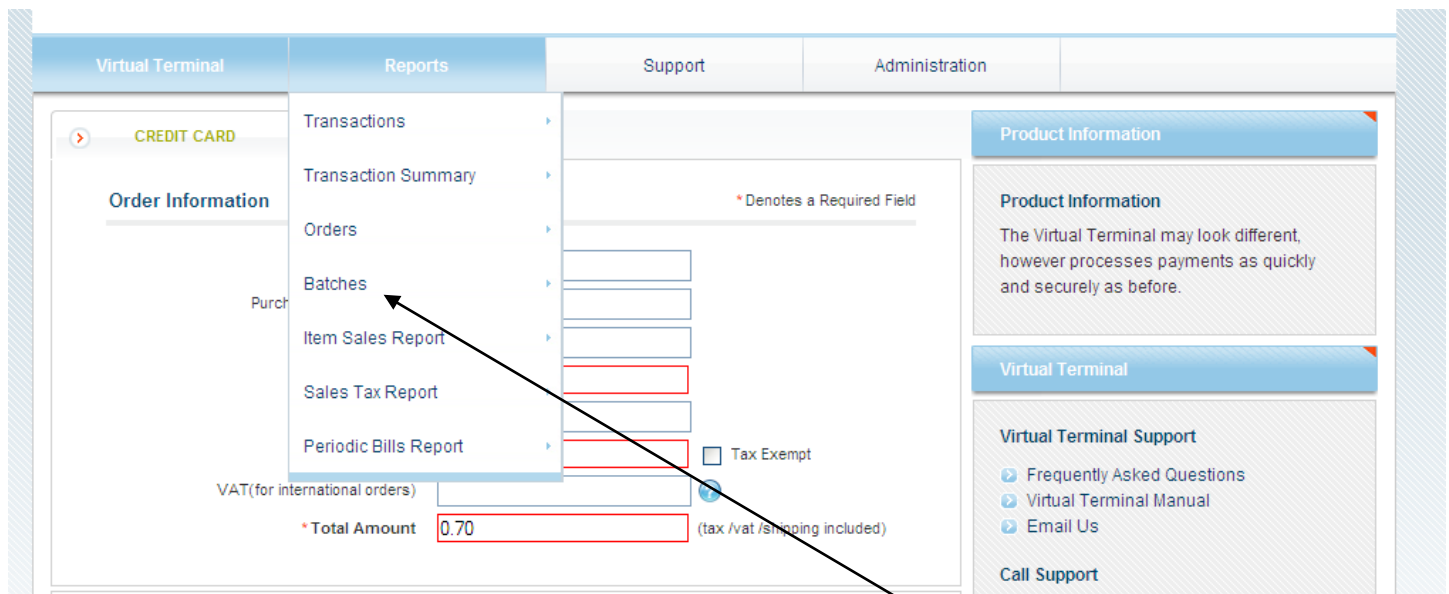 Virtual Terminal
Reports
Support
Administration
CREDIT CARD
Transactions
Transaction Summary
Orders
Batches
Item Sales Report
Sales Tax Report
Periodic Bills Report
Order Information
* Denotes a Required Field
Purch
Tax Exempt
VAT(for international orders)
* Total Amount 0.70 (tax /vat /shipping included)
Product Information
Product Information
The Virtual Terminal may look different,
however processes payments as quickly
and securely as before.
Virtual Terminal
Virtual Terminal Support
Frequently Asked Questions
Virtual Terminal Manual
Email Us
Call Support